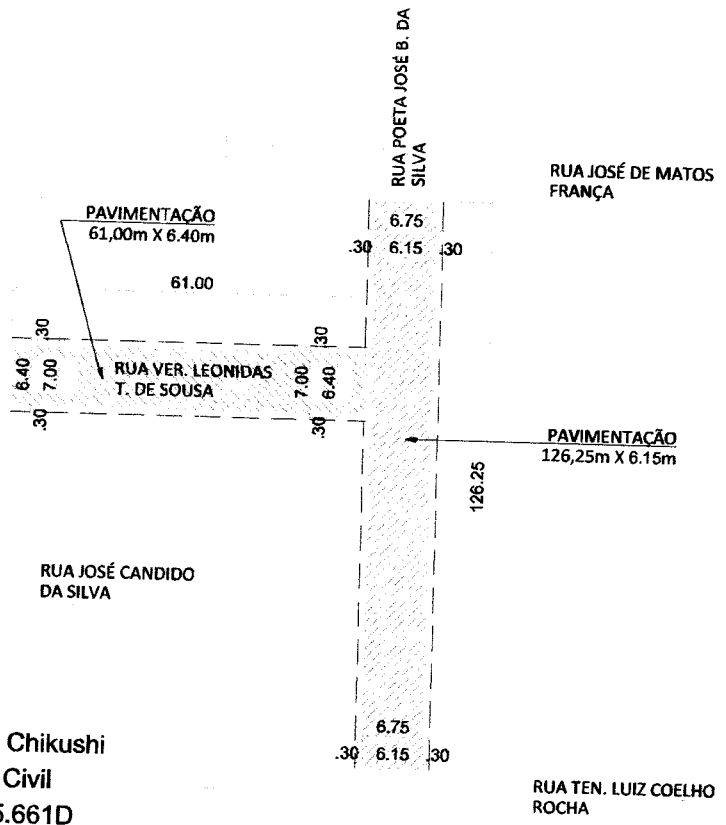 RUA POETA JOSÉ B. DA
SILVA
RUA JOSÉ DE MATOS
FRANÇA
PAVIMENTAÇÃO
61,00m X 6.40m
6.75
.30 6.15 .30
61.00
.30
.30
6.40
7.00
RUA VER. LEONIDAS
T. DE SOUSA
7.00
6.40
.30
.30
PAVIMENTAÇÃO
126,25m X 6.15m
126.25
RUA JOSÉ CANDIDO
DA SILVA
6.75
.30 6.15 .30
Chikushi
Civil
5.661D
RUA TEN. LUIZ COELHO
ROCHA